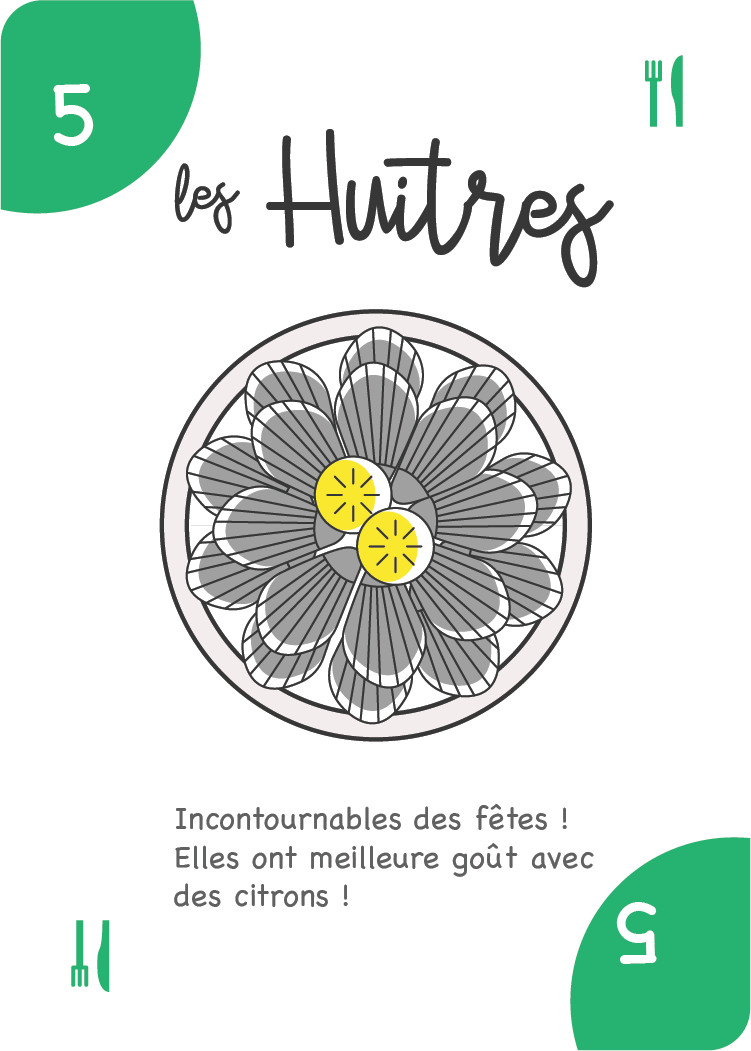 5
les Huitres
Incontournables des fêtes !
Elles ont meilleure goût avec
des citrons !
5